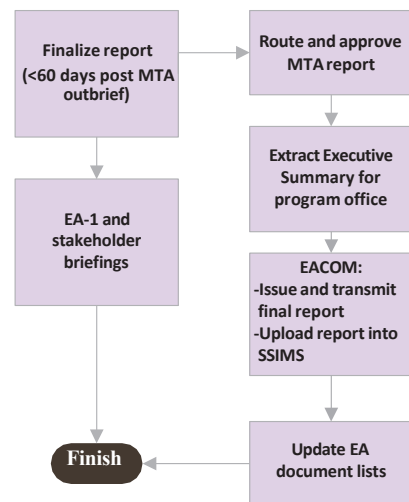 Finalize report
(<60 days post MTA
outbrief)
Route and approve
MTA report
Extract Executive
Summary for
program office
EA-1 and
stakeholder
briefings
EACOM:
-Issue and transmit
final report
-Upload report into
SSIMS
Finish
Update EA
document lists